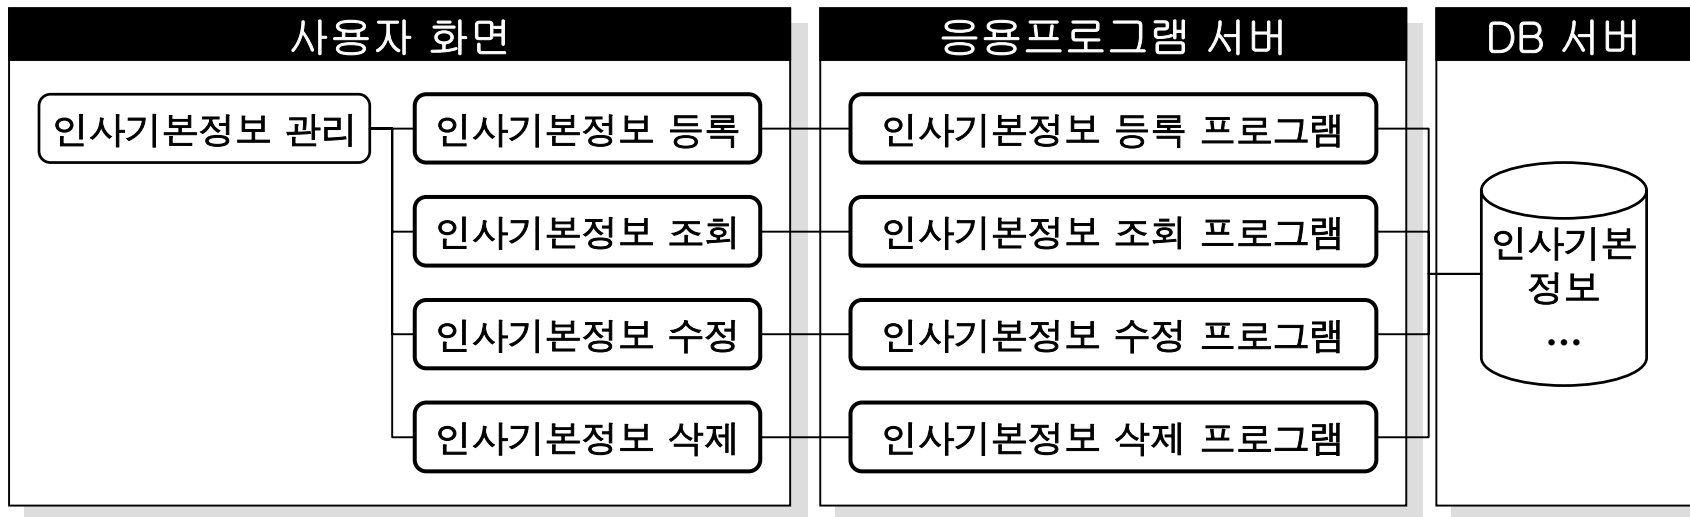 사용자 화면
응용프로그램 서버
DB 서버
인사기본정보 관리
인사기본정보 등록
인사기본정보 등록 프로그램
인사기본정보 조회
인사기본정보 조회 프로그램
인사기본
정보
...
인사기본정보 수정
인사기본정보 수정 프로그램
인사기본정보 삭제
인사기본정보 삭제 프로그램